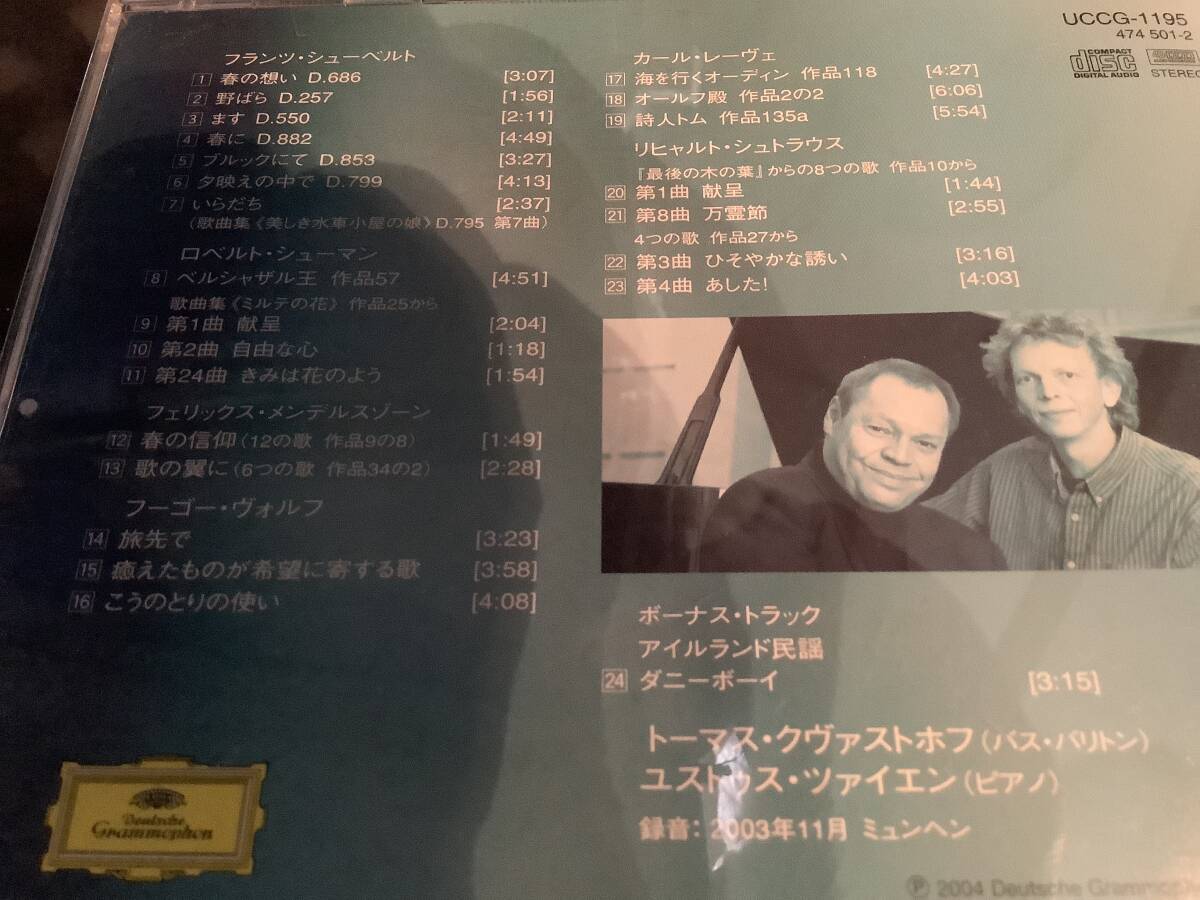 フランツ・シューベルト
1 春の想い D.686 [3:07]
2 野ばら D.257 [1:56]
3 ます D.550 [2:11]
4 春に D.882 [4:49]
5 ブルックにて D.853 [3:27]
6 夕映えの中で D.799 [4:13]
7 いらだち [2:37]
(歌曲集《美しき水車小屋の娘》D.795 第7曲)
ロベルト・シューマン
8 ベルシャザル王 作品57 [4:51]
歌曲集《ミルテの花》 作品25から
9 第1曲 献呈 [2:04]
10 第2曲 自由な心 [1:18]
11 第24曲 きみは花のよう [1:54]
フェリックス・メンデルスゾーン
12 春の信仰(12の歌 作品9の8) [1:49]
13 歌の翼に(6つの歌 作品34の2) [2:28]
フーゴー・ヴォルフ
14 旅先で [3:23]
15 癒えたものが希望に寄する歌 [3:58]
16 こうのとりの使い [4:08]
Deutsche
Grammophon
UCCG-1195
474 501-2
COMPACT
disc
DIGITAL AUDIO
STEREO
カール・レーヴェ
17 海を行くオーディン 作品118 [4:27]
18 オールフ殿 作品2の2 [6:06]
19 詩人トム 作品135a [5:54]
リヒャルト・シュトラウス
『最後の木の葉』からの8つの歌 作品10から
20 第1曲 献呈 [1:44]
21 第8曲 万霊節 [2:55]
4つの歌 作品27から
22 第3曲 ひそやかな誘い [3:16]
23 第4曲 あした! [4:03]
ボーナス・トラック
アイルランド民謡
24 ダニーボーイ [3:15]
トーマス・クヴァストホフ(バス・バリトン)
ユストゥス・ツァイエン(ピアノ)
録音: 2003年11月 ミュンヘン
Ⓟ 2004 Deutsche Grammophon